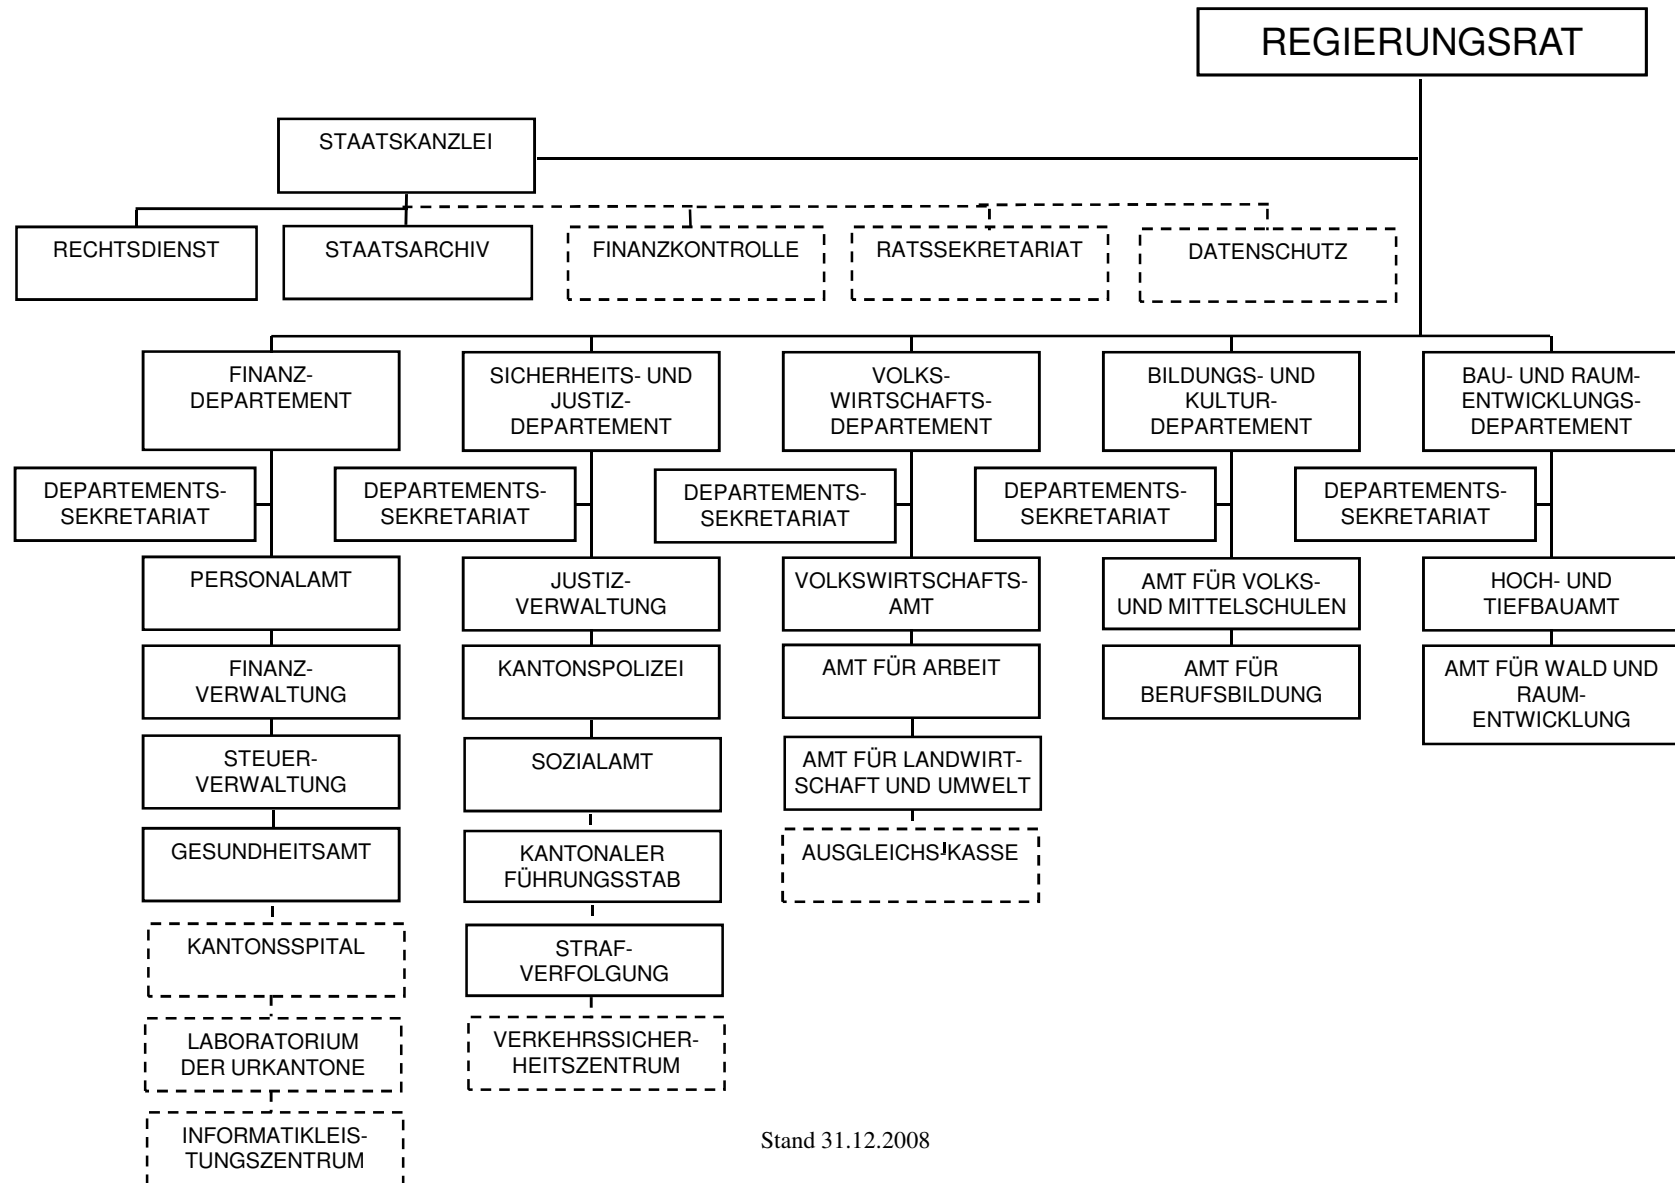 REGIERUNGSRAT
STAATSKANZLEI
RECHTSDIENST
STAATSARCHIV
FINANZKONTROLLE
RATSSEKRETARIAT
DATENSCHUTZ
FINANZ-
DEPARTEMENT
SICHERHEITS- UND
JUSTIZ-
DEPARTEMENT
VOLKS-
WIRTSCHAFTS-
DEPARTEMENT
BILDUNGS- UND
KULTUR-
DEPARTEMENT
BAU- UND RAUM-
ENTWICKLUNGS-
DEPARTEMENT
DEPARTEMENTS-
SEKRETARIAT
DEPARTEMENTS-
SEKRETARIAT
DEPARTEMENTS-
SEKRETARIAT
DEPARTEMENTS-
SEKRETARIAT
DEPARTEMENTS-
SEKRETARIAT
PERSONALAMT
JUSTIZ-
VERWALTUNG
VOLKSWIRTSCHAFTS-
AMT
AMT FÜR VOLKS-
UND MITTELSCHULEN
HOCH- UND
TIEFBAUAMT
FINANZ-
VERWALTUNG
KANTONSPOLIZEI
AMT FÜR ARBEIT
AMT FÜR
BERUFSBILDUNG
AMT FÜR WALD UND
RAUM-
ENTWICKLUNG
STEUER-
VERWALTUNG
SOZIALAMT
AMT FÜR LANDWIRT-
SCHAFT UND UMWELT
GESUNDHEITSAMT
KANTONALER
FÜHRUNGSSTAB
AUSGLEICHS KASSE
KANTONSSPITAL
STRAF-
VERFOLGUNG
LABORATORIUM
DER URKANTONE
VERKEHRSSICHER-
HEITSZENTRUM
INFORMATIKLEIS-
TUNGSZENTRUM
Stand 31.12.2008